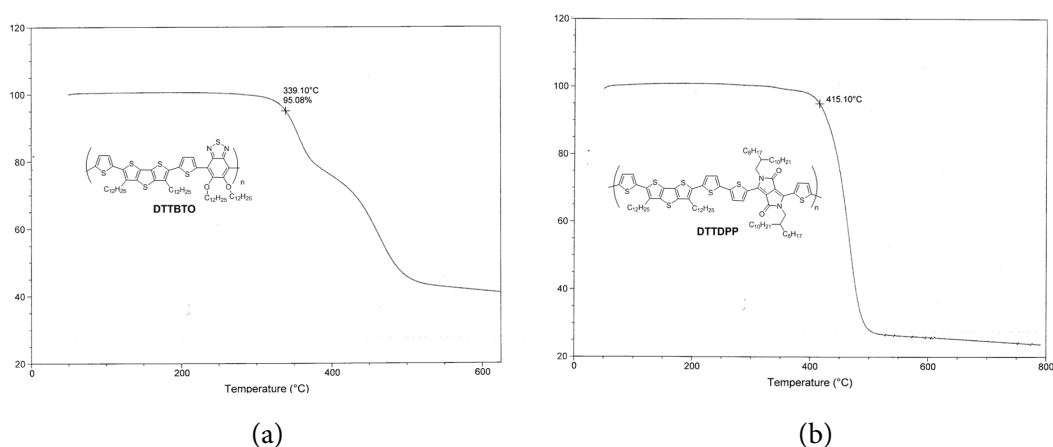 120
100
80
60
40
20
0
200
400
600
Temperature (°C)
339.10°C
95.08%
S
N
N
S
S
S
S
S
C₁₂H₂₅
C₁₂H₂₅
O
O
C₁₂H₂₅
C₁₂H₂₅
n
DTTBTO
(a)
120
100
80
60
40
20
0
200
400
600
800
Temperature (°C)
415.10°C
C₈H₁₇
C₁₀H₂₁
N
O
S
S
S
S
S
S
S
O
N
C₁₂H₂₅
C₁₂H₂₅
C₁₀H₂₁
C₈H₁₇
n
DTTDPP
(b)